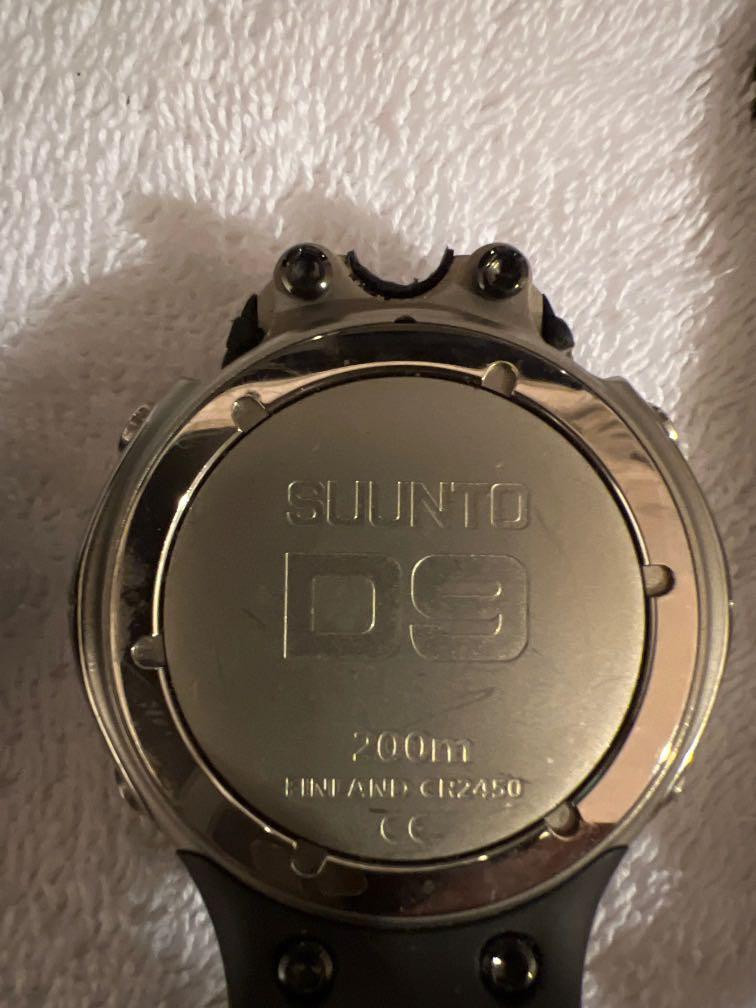 SUUNTO
D9
200m
FINLAND CR2450
CE